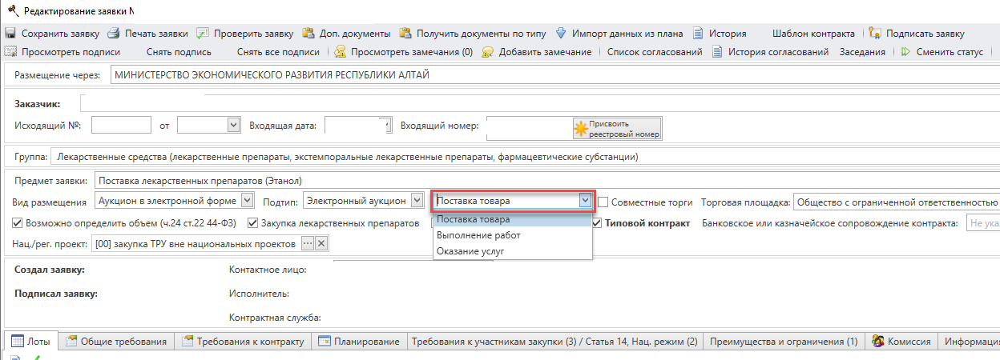 Редактирование заявки N
Сохранить заявку Печать заявки Проверить заявку Доп. документы Получить документы по типу Импорт данных из плана История Шаблон контракта Подписать заявку
Просмотреть подписи Снять подпись Снять все подписи Просмотреть замечания (0) Добавить замечание Список согласований История согласований Заседания Сменить статус
Размещение через: МИНИСТЕРСТВО ЭКОНОМИЧЕСКОГО РАЗВИТИЯ РЕСПУБЛИКИ АЛТАЙ
Заказчик:
Исходящий №: от Входящая дата: Входящий номер: Присвоить
реестровый номер
Группа: Лекарственные средства (лекарственные препараты, экстемпоральные лекарственные препараты, фармацевтические субстанции)
Предмет заявки: Поставка лекарственных препаратов (Этанол)
Вид размещения Аукцион в электронной форме Подтип: Электронный аукцион Поставка товара Совместные торги Торговая площадка: Общество с ограниченной ответственностью
Возможно определить объем (ч.24 ст.22 44-ФЗ) Закупка лекарственных препаратов Поставка товара Типовой контракт Банковское или казначейское сопровождение контракта: Не ука
Выполнение работ
Нац./рег. проект: [00] закупка ТРУ вне национальных проектов Оказание услуг
Создал заявку: Контактное лицо:
Подписал заявку: Исполнитель:
Контрактная служба:
Лоты Общие требования Требования к контракту Планирование Требования к участникам закупки (3) / Статья 14, Нац. режим (2) Преимущества и ограничения (1) Комиссия Информация